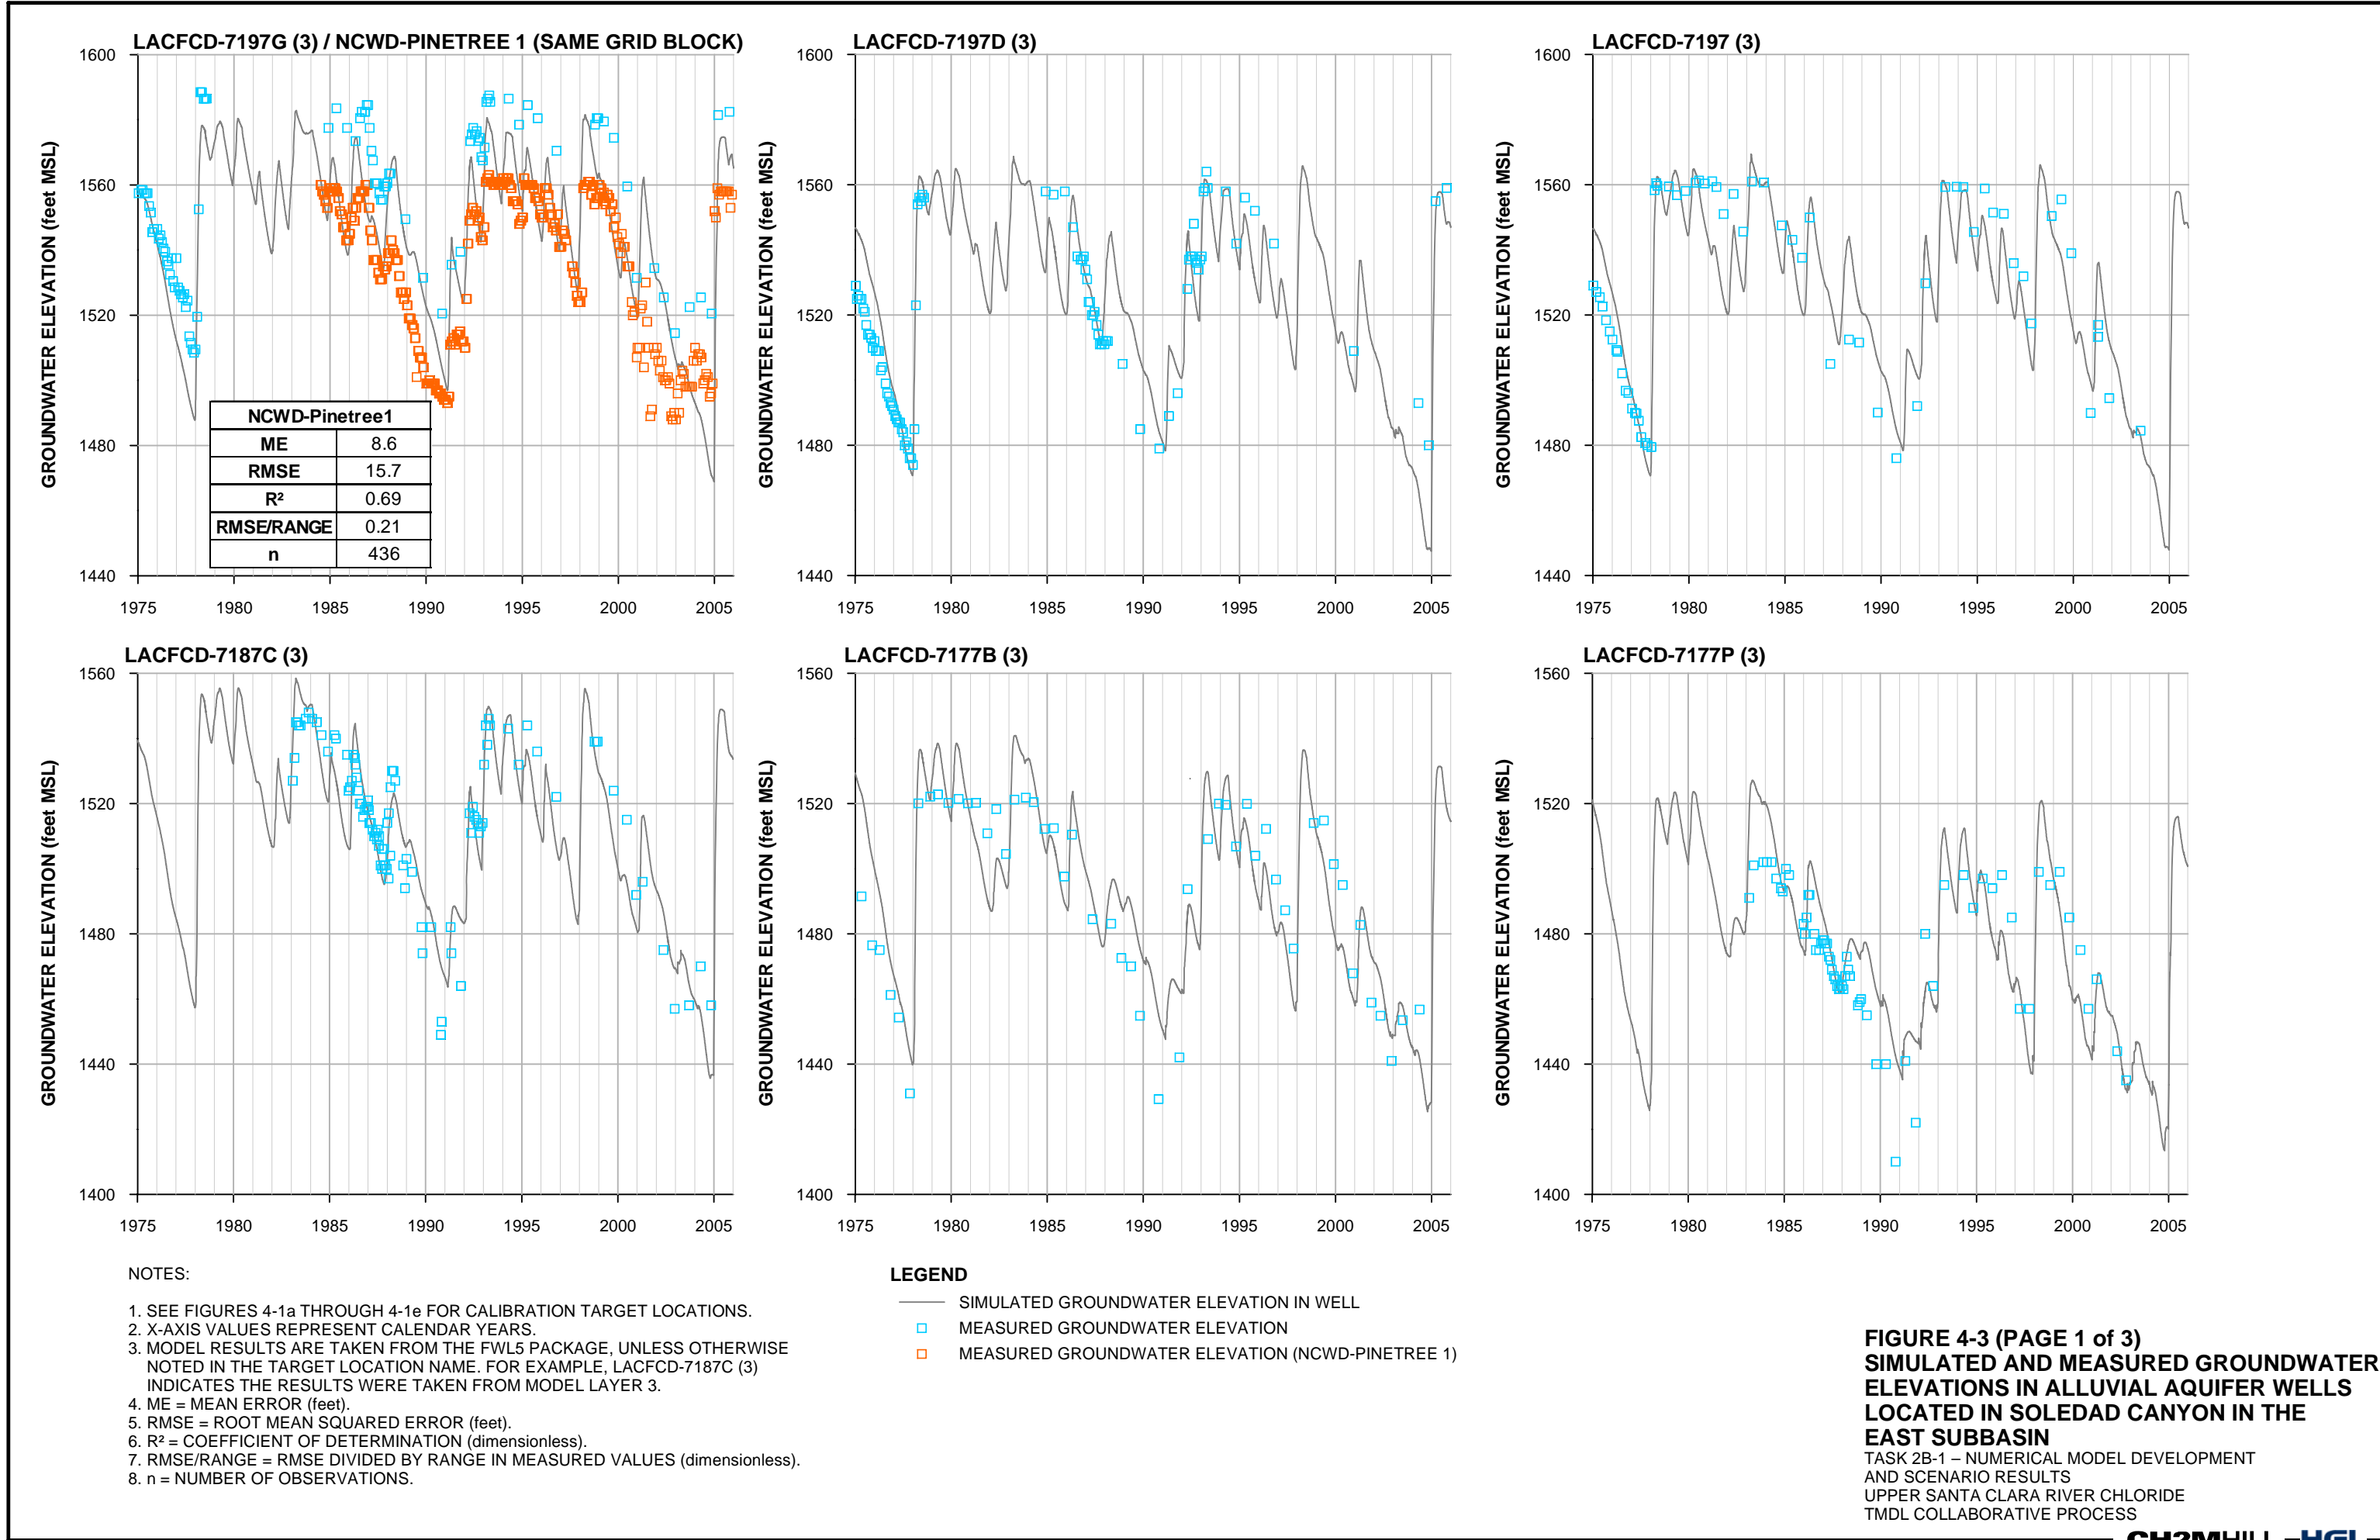 LACFCD-7197G (3) / NCWD-PINETREE 1 (SAME GRID BLOCK)
GROUNDWATER ELEVATION (feet MSL)
1600
1560
1520
1480
1440
1975 1980 1985 1990 1995 2000 2005
NCWD-Pinetree1
ME 8.6
RMSE 15.7
R² 0.69
RMSE/RANGE 0.21
n 436
LACFCD-7197D (3)
GROUNDWATER ELEVATION (feet MSL)
1600
1560
1520
1480
1440
1975 1980 1985 1990 1995 2000 2005
LACFCD-7197 (3)
GROUNDWATER ELEVATION (feet MSL)
1600
1560
1520
1480
1440
1975 1980 1985 1990 1995 2000 2005
LACFCD-7187C (3)
GROUNDWATER ELEVATION (feet MSL)
1560
1520
1480
1440
1400
1975 1980 1985 1990 1995 2000 2005
LACFCD-7177B (3)
GROUNDWATER ELEVATION (feet MSL)
1560
1520
1480
1440
1400
1975 1980 1985 1990 1995 2000 2005
LACFCD-7177P (3)
GROUNDWATER ELEVATION (feet MSL)
1560
1520
1480
1440
1400
1975 1980 1985 1990 1995 2000 2005
NOTES:
1. SEE FIGURES 4-1a THROUGH 4-1e FOR CALIBRATION TARGET LOCATIONS.
2. X-AXIS VALUES REPRESENT CALENDAR YEARS.
3. MODEL RESULTS ARE TAKEN FROM THE FWL5 PACKAGE, UNLESS OTHERWISE
NOTED IN THE TARGET LOCATION NAME. FOR EXAMPLE, LACFCD-7187C (3)
INDICATES THE RESULTS WERE TAKEN FROM MODEL LAYER 3.
4. ME = MEAN ERROR (feet).
5. RMSE = ROOT MEAN SQUARED ERROR (feet).
6. R² = COEFFICIENT OF DETERMINATION (dimensionless).
7. RMSE/RANGE = RMSE DIVIDED BY RANGE IN MEASURED VALUES (dimensionless).
8. n = NUMBER OF OBSERVATIONS.
LEGEND
SIMULATED GROUNDWATER ELEVATION IN WELL
MEASURED GROUNDWATER ELEVATION
MEASURED GROUNDWATER ELEVATION (NCWD-PINETREE 1)
FIGURE 4-3 (PAGE 1 of 3)
SIMULATED AND MEASURED GROUNDWATER
ELEVATIONS IN ALLUVIAL AQUIFER WELLS
LOCATED IN SOLEDAD CANYON IN THE
EAST SUBBASIN
TASK 2B-1 – NUMERICAL MODEL DEVELOPMENT
AND SCENARIO RESULTS
UPPER SANTA CLARA RIVER CHLORIDE
TMDL COLLABORATIVE PROCESS
CH2MHILL HGL